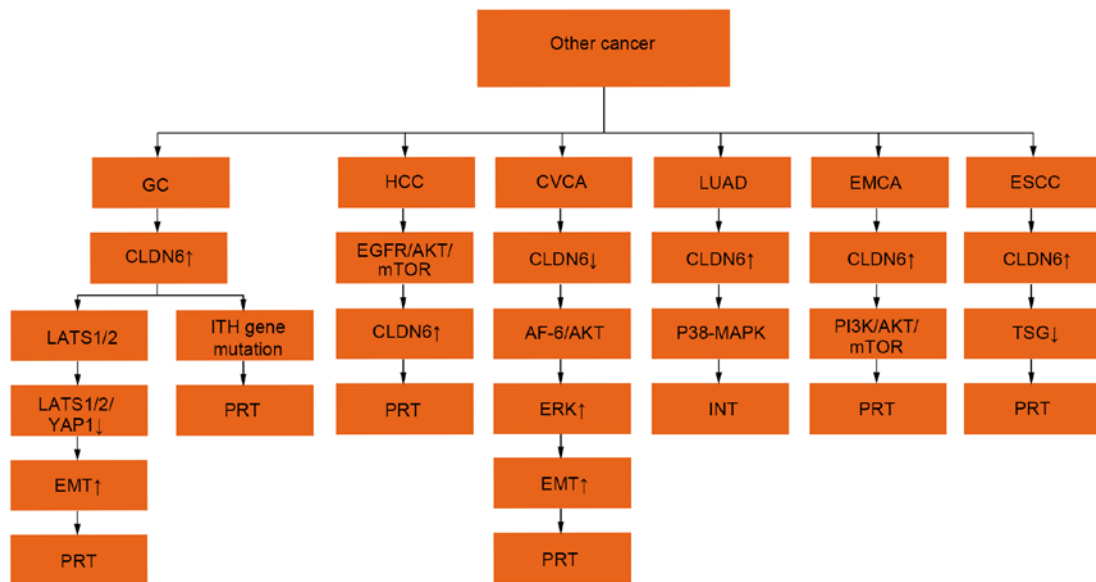 Other cancer
GC
HCC
CVCA
LUAD
EMCA
ESCC
CLDN6↑
EGFR/AKT/
mTOR
CLDN6↓
CLDN6↑
CLDN6↑
CLDN6↑
LATS1/2
ITH gene
mutation
CLDN6↑
AF-6/AKT
P38-MAPK
PI3K/AKT/
mTOR
TSG↓
LATS1/2/
YAP1↓
PRT
PRT
ERK↑
INT
PRT
PRT
EMT↑
EMT↑
PRT
PRT